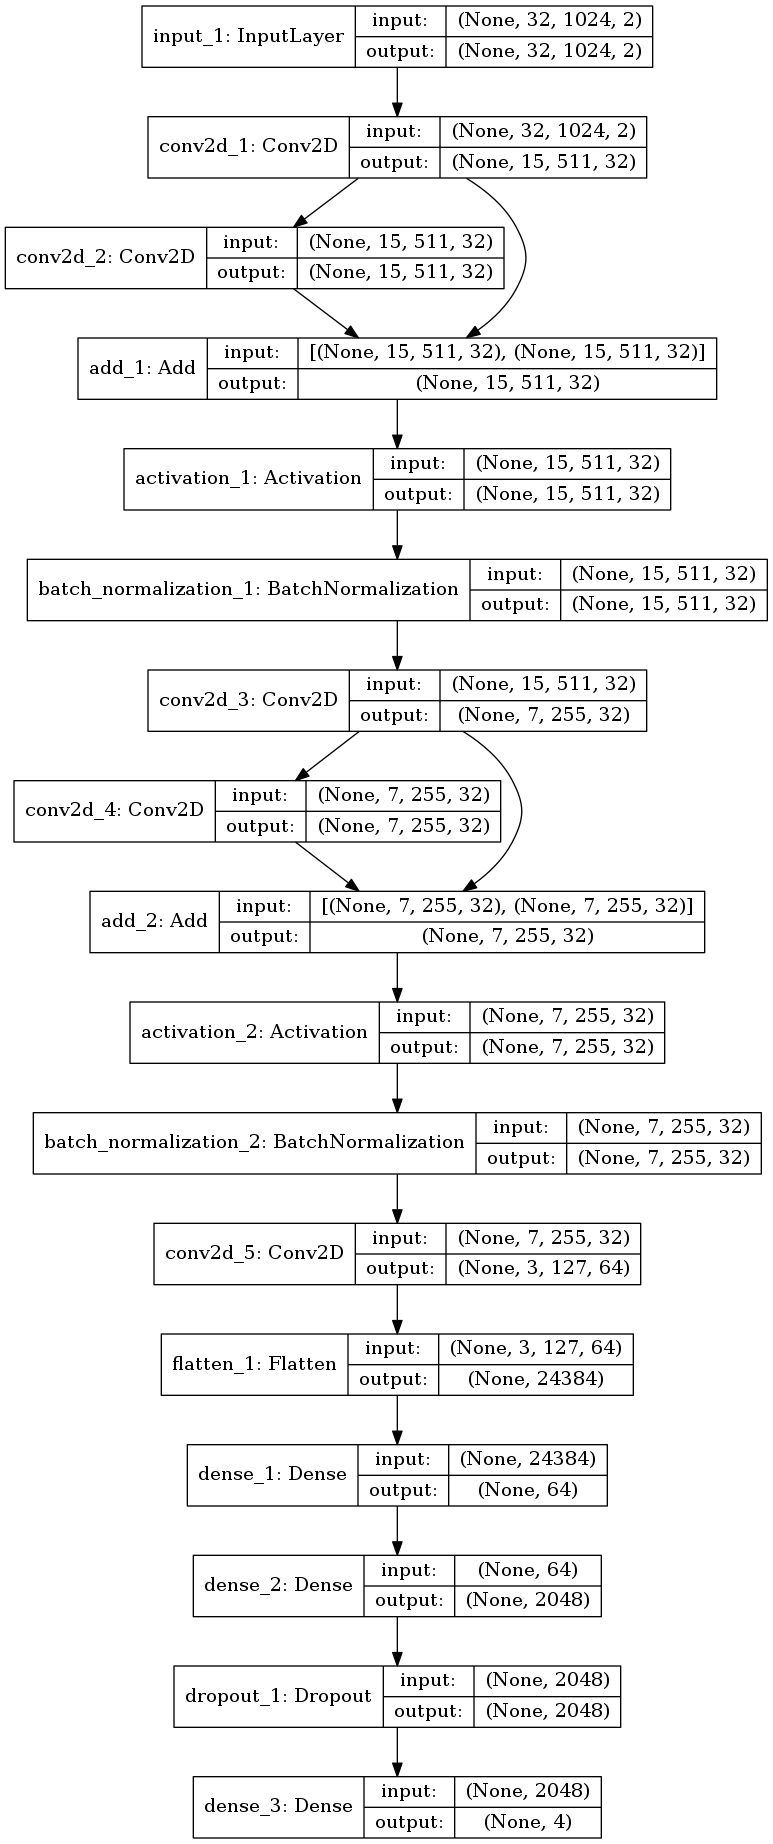 input_1: InputLayer
input: (None, 32, 1024, 2)
output: (None, 32, 1024, 2)
conv2d_1: Conv2D
input: (None, 32, 1024, 2)
output: (None, 15, 511, 32)
conv2d_2: Conv2D
input: (None, 15, 511, 32)
output: (None, 15, 511, 32)
add_1: Add
input: [(None, 15, 511, 32), (None, 15, 511, 32)]
output: (None, 15, 511, 32)
activation_1: Activation
input: (None, 15, 511, 32)
output: (None, 15, 511, 32)
batch_normalization_1: BatchNormalization
input: (None, 15, 511, 32)
output: (None, 15, 511, 32)
conv2d_3: Conv2D
input: (None, 15, 511, 32)
output: (None, 7, 255, 32)
conv2d_4: Conv2D
input: (None, 7, 255, 32)
output: (None, 7, 255, 32)
add_2: Add
input: [(None, 7, 255, 32), (None, 7, 255, 32)]
output: (None, 7, 255, 32)
activation_2: Activation
input: (None, 7, 255, 32)
output: (None, 7, 255, 32)
batch_normalization_2: BatchNormalization
input: (None, 7, 255, 32)
output: (None, 7, 255, 32)
conv2d_5: Conv2D
input: (None, 7, 255, 32)
output: (None, 3, 127, 64)
flatten_1: Flatten
input: (None, 3, 127, 64)
output: (None, 24384)
dense_1: Dense
input: (None, 24384)
output: (None, 64)
dense_2: Dense
input: (None, 64)
output: (None, 2048)
dropout_1: Dropout
input: (None, 2048)
output: (None, 2048)
dense_3: Dense
input: (None, 2048)
output: (None, 4)